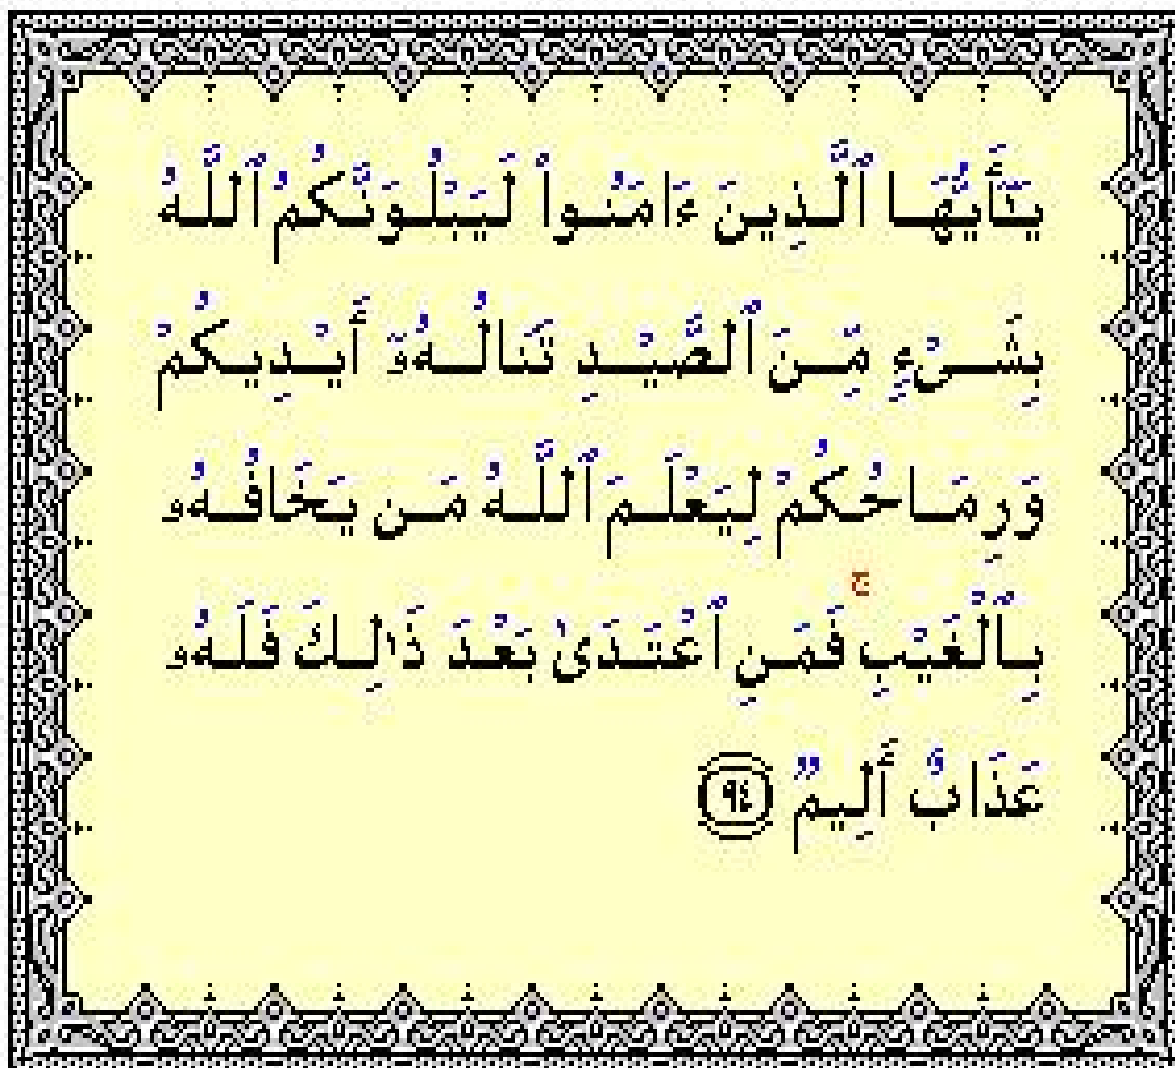 يَٰٓأَيُّهَا ٱلَّذِينَ ءَامَنُوا۟ لَيَبْلُوَنَّكُمُ ٱللَّهُ
بِشَىْءٍ مِّنَ ٱلصَّيْدِ تَنَالُهُۥٓ أَيْدِيكُمْ
وَرِمَاحُكُمْ لِيَعْلَمَ ٱللَّهُ مَن يَخَافُهُۥ
بِٱلْغَيْبِ ۚ فَمَنِ ٱعْتَدَىٰ بَعْدَ ذَٰلِكَ فَلَهُۥ
عَذَابٌ أَلِيمٌ ٩٤